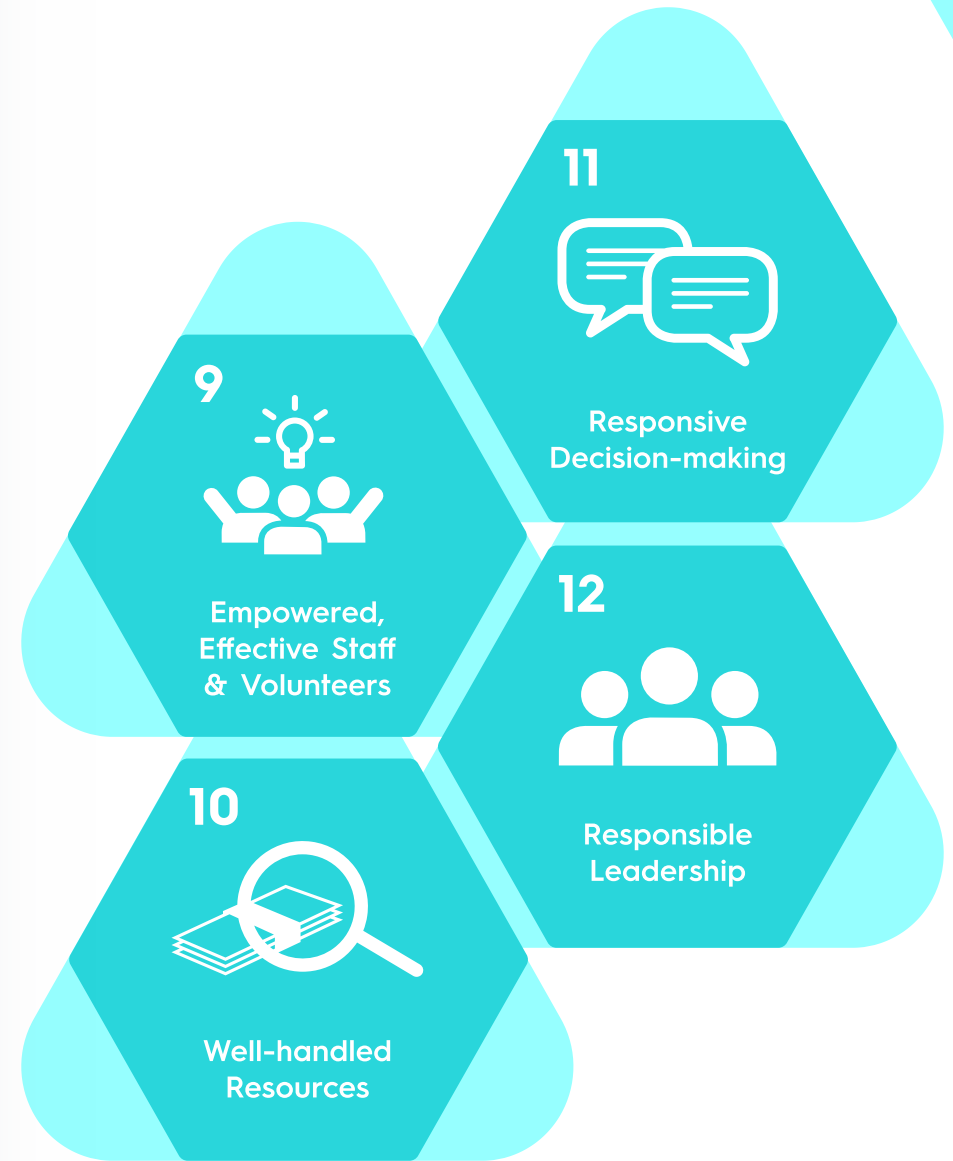 9
Empowered,
Effective Staff
& Volunteers
10
Well-handled
Resources
11
Responsive
Decision-making
12
Responsible
Leadership